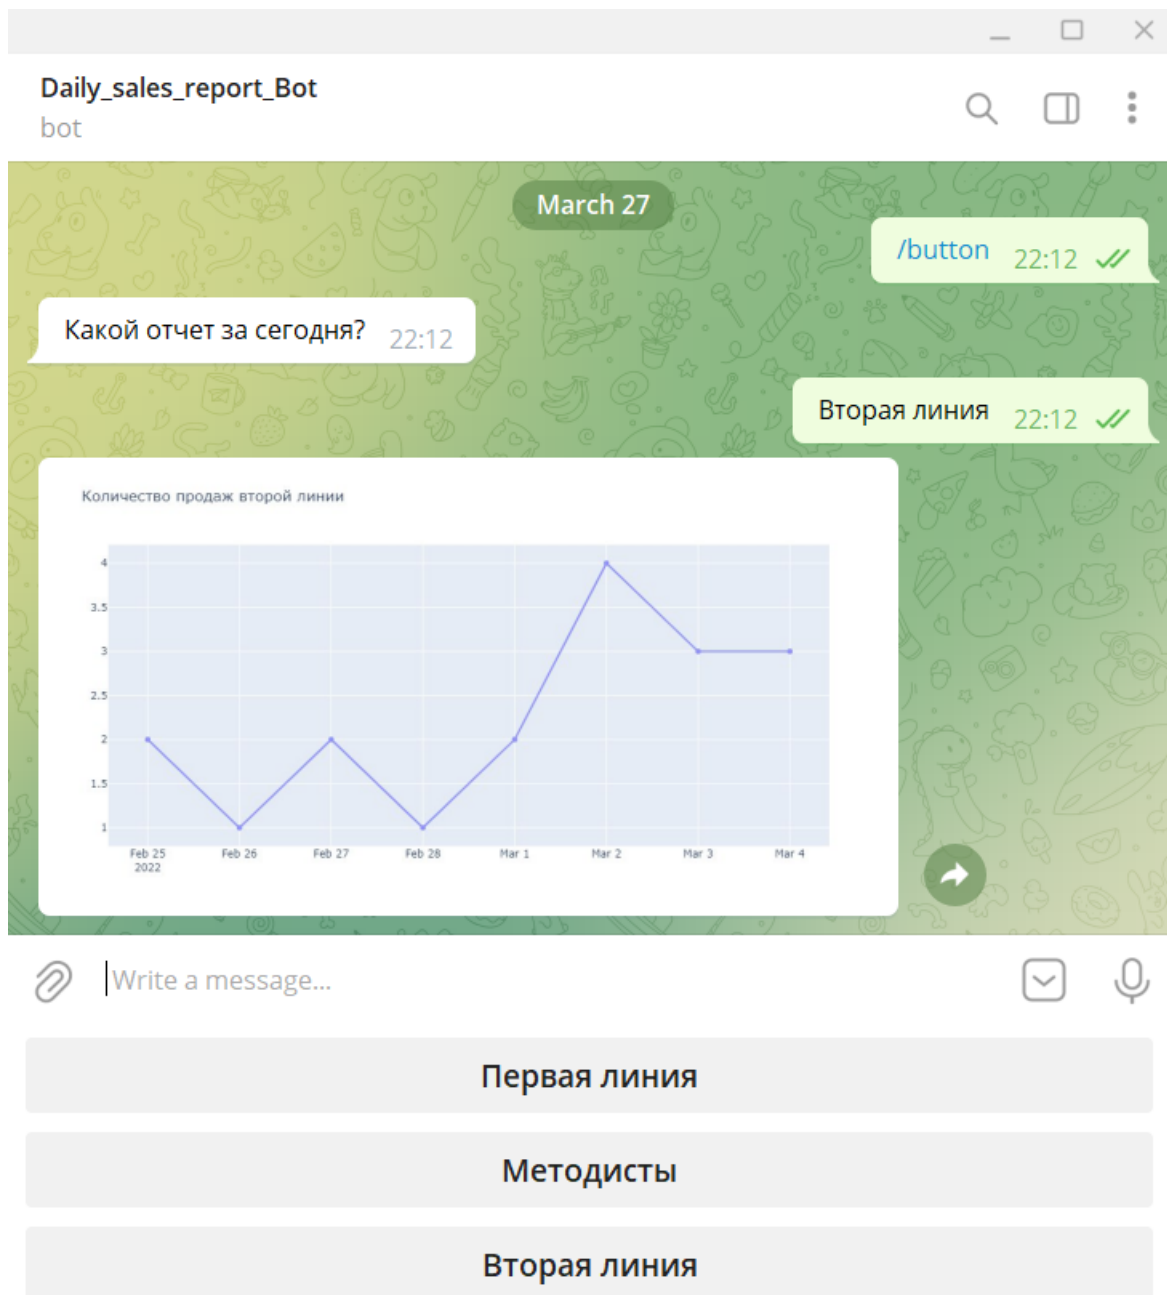 Daily_sales_report_Bot
bot
March 27
/button 22:12
Какой отчет за сегодня? 22:12
Вторая линия 22:12
Количество продаж второй линии
4
3.5
3
2.5
2
1.5
1
Feb 25 Feb 26 Feb 27 Feb 28 Mar 1 Mar 2 Mar 3 Mar 4
2022
Write a message...
Первая линия
Методисты
Вторая линия